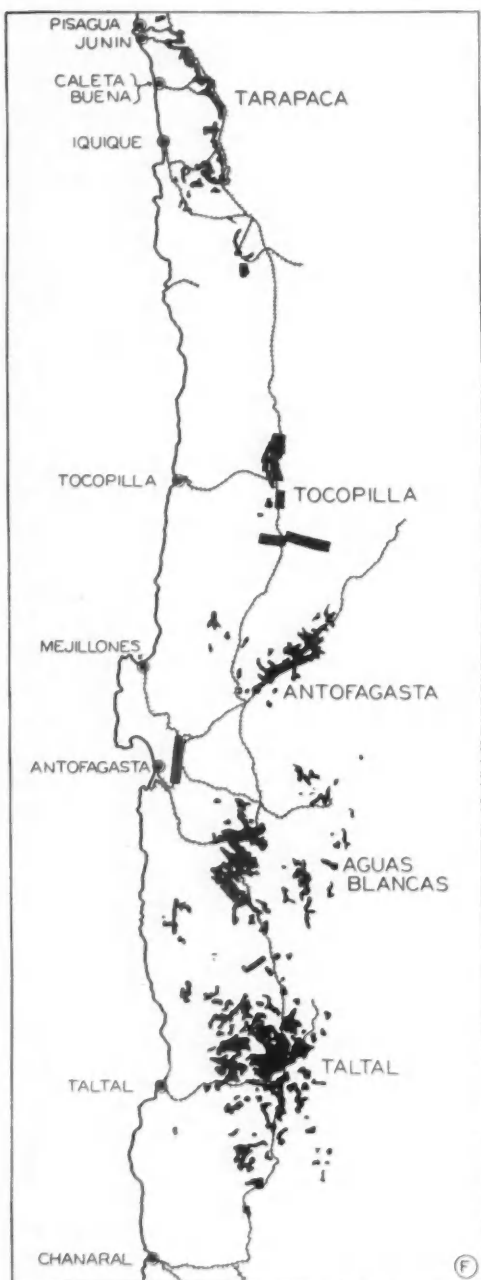 PISAGUA
JUNIN
CALETA
BUENA
TARAPACA
IQUIQUE
TOCOPILLA
TOCOPILLA
MEJILLONES
ANTOFAGASTA
ANTOFAGASTA
AGUAS
BLANCAS
TALTAL
TALTAL
CHANARAL
F